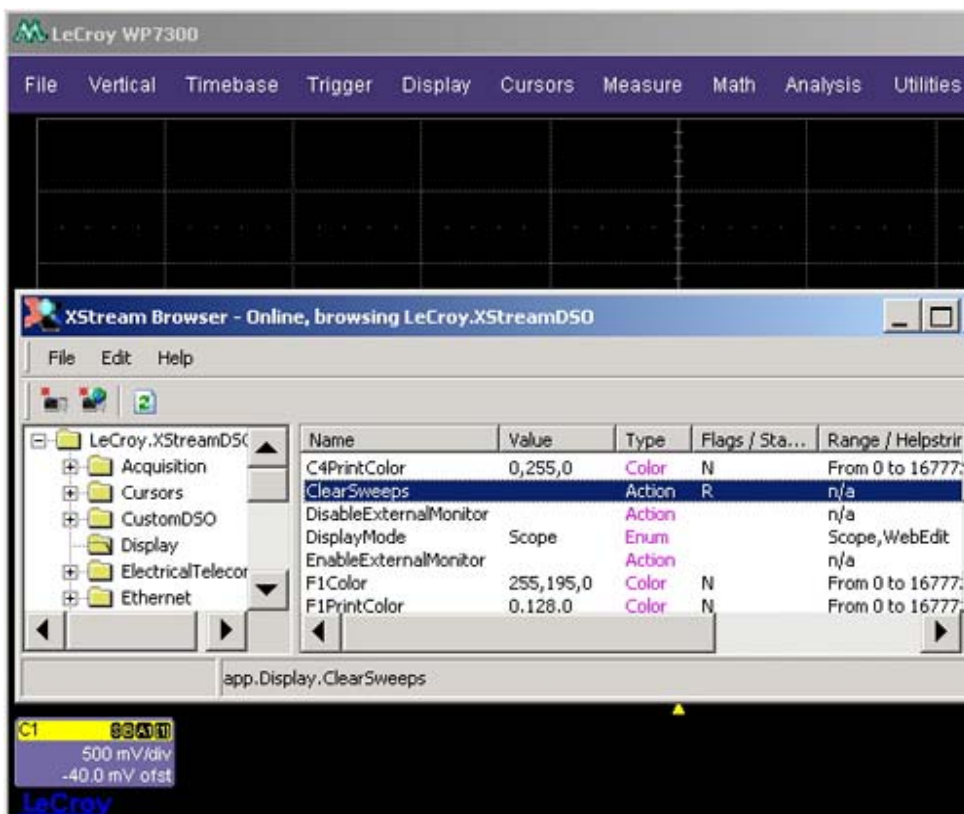 LeCroy WP7300
File Vertical Timebase Trigger Display Cursors Measure Math Analysis Utilities
XStream Browser - Online, browsing LeCroy.XStreamDSO
File Edit Help
LeCroy.XStreamDSO
Acquisition
Cursors
CustomDSO
Display
ElectricalTelecor
Ethernet
Name Value Type Flags / Sta... Range / Helpstrir
C4PrintColor 0,255,0 Color N From 0 to 16777
ClearSweeps Action R n/a
DisableExternalMonitor Action n/a
DisplayMode Scope Enum Scope,WebEdit
EnableExternalMonitor Action n/a
F1Color 255,195,0 Color N From 0 to 16777
F1PrintColor 0.128.0 Color N From 0 to 16777
app.Display.ClearSweeps
C1
500 mV/div
-40.0 mV ofst
LeCroy